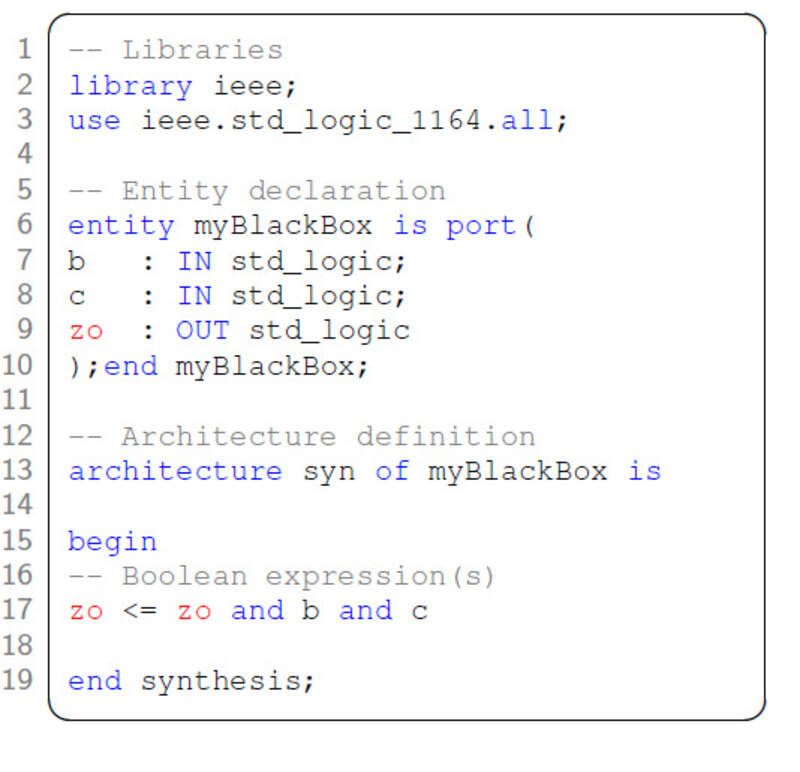 1 -- Libraries
2 library ieee;
3 use ieee.std_logic_1164.all;
4
5 -- Entity declaration
6 entity myBlackBox is port(
7 b   : IN std_logic;
8 c   : IN std_logic;
9 zo  : OUT std_logic
10 );end myBlackBox;
11
12 -- Architecture definition
13 architecture syn of myBlackBox is
14
15 begin
16 -- Boolean expression(s)
17 zo <= zo and b and c
18
19 end synthesis;